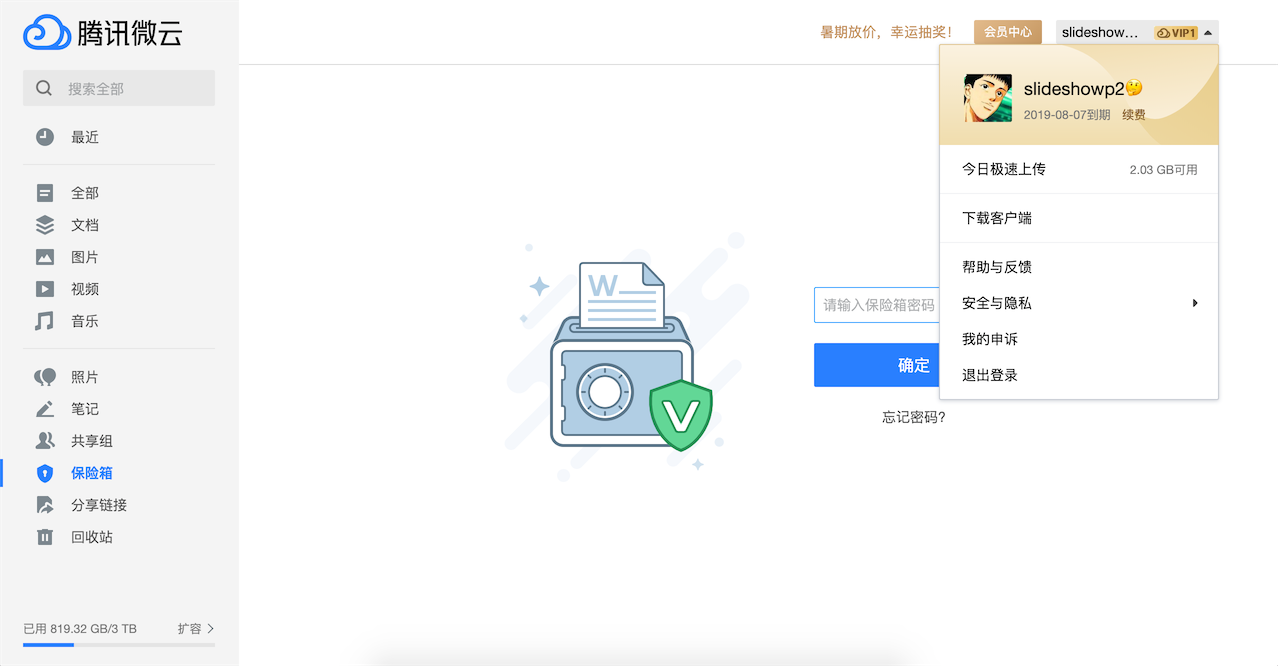 腾讯微云
暑期放价，幸运抽奖！
会员中心
slideshow...
VIP1
搜索全部
最近
全部
文档
图片
视频
音乐
照片
笔记
共享组
保险箱
分享链接
回收站
已用 819.32 GB/3 TB
扩容
W
V
请输入保险箱密码
确定
忘记密码?
slideshowp2🤔
2019-08-07到期 续费
今日极速上传 2.03 GB可用
下载客户端
帮助与反馈
安全与隐私
我的申诉
退出登录